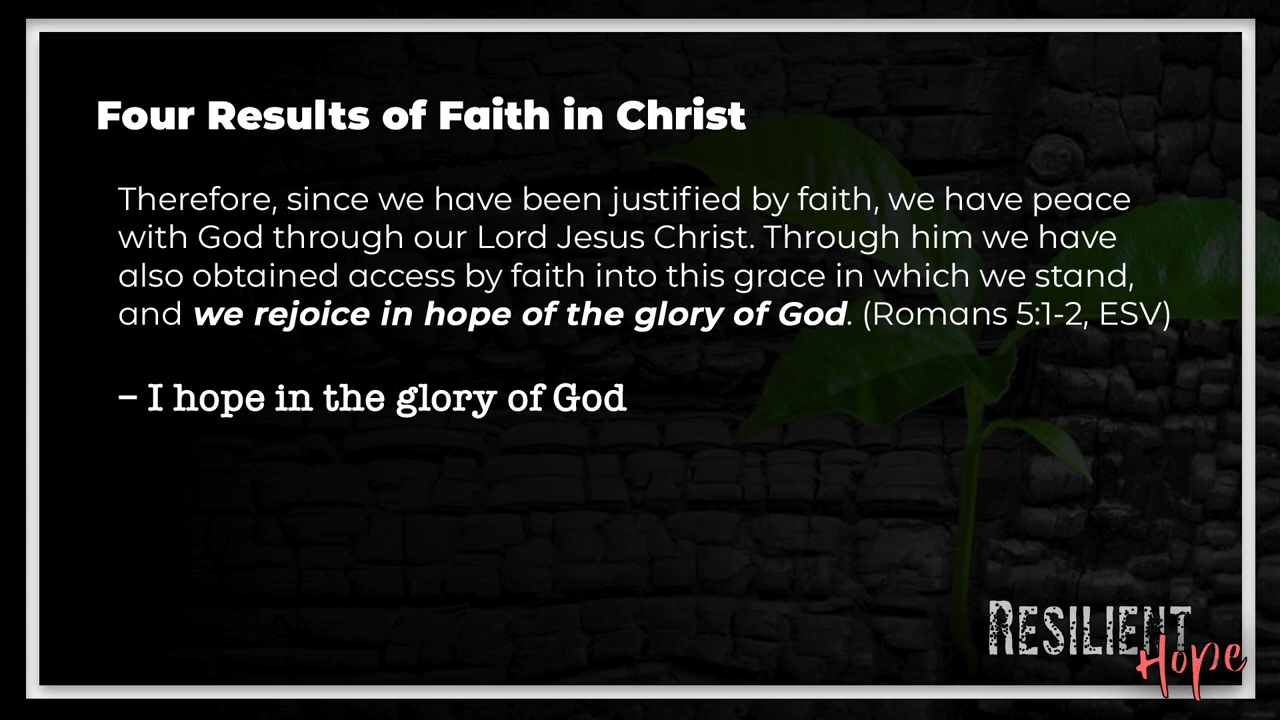 Four Results of Faith in Christ
Therefore, since we have been justified by faith, we have peace
with God through our Lord Jesus Christ. Through him we have
also obtained access by faith into this grace in which we stand,
and we rejoice in hope of the glory of God. (Romans 5:1-2, ESV)
– I hope in the glory of God
RESILIENT
Hope